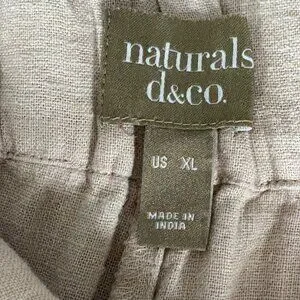 naturals
d&co.
US XL
MADE IN
INDIA